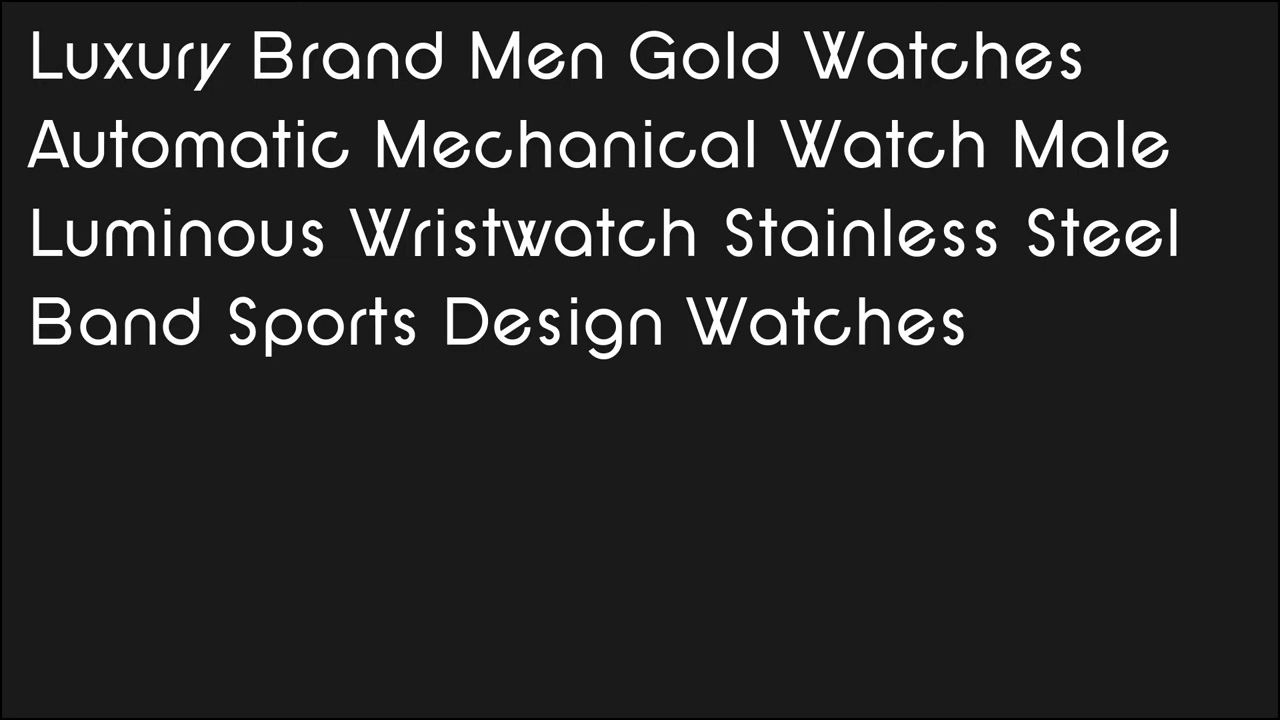 Luxury Brand Men Gold Watches
Automatic Mechanical Watch Male
Luminous Wristwatch Stainless Steel
Band Sports Design Watches